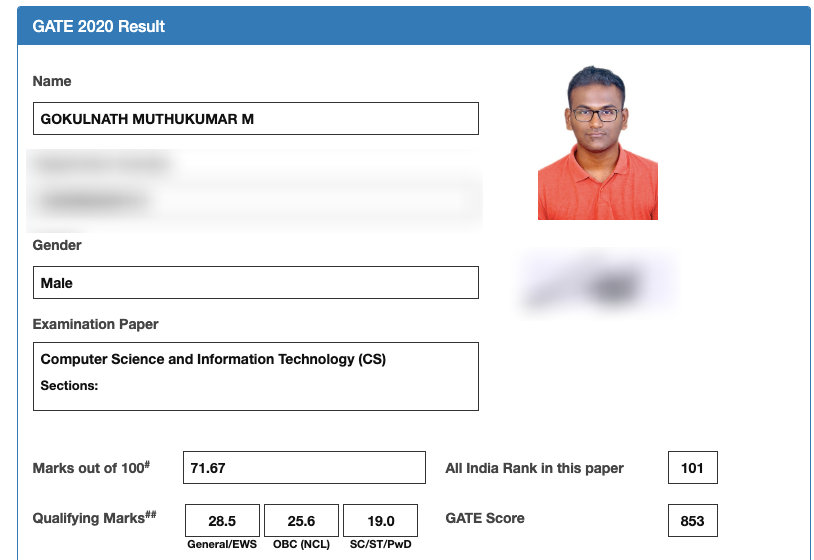 GATE 2020 Result
Name
GOKULNATH MUTHUKUMAR M
Gender
Male
Examination Paper
Computer Science and Information Technology (CS)
Sections:
Marks out of 100# 71.67 All India Rank in this paper 101
Qualifying Marks## 28.5 25.6 19.0 GATE Score 853
General/EWS OBC (NCL) SC/ST/PwD